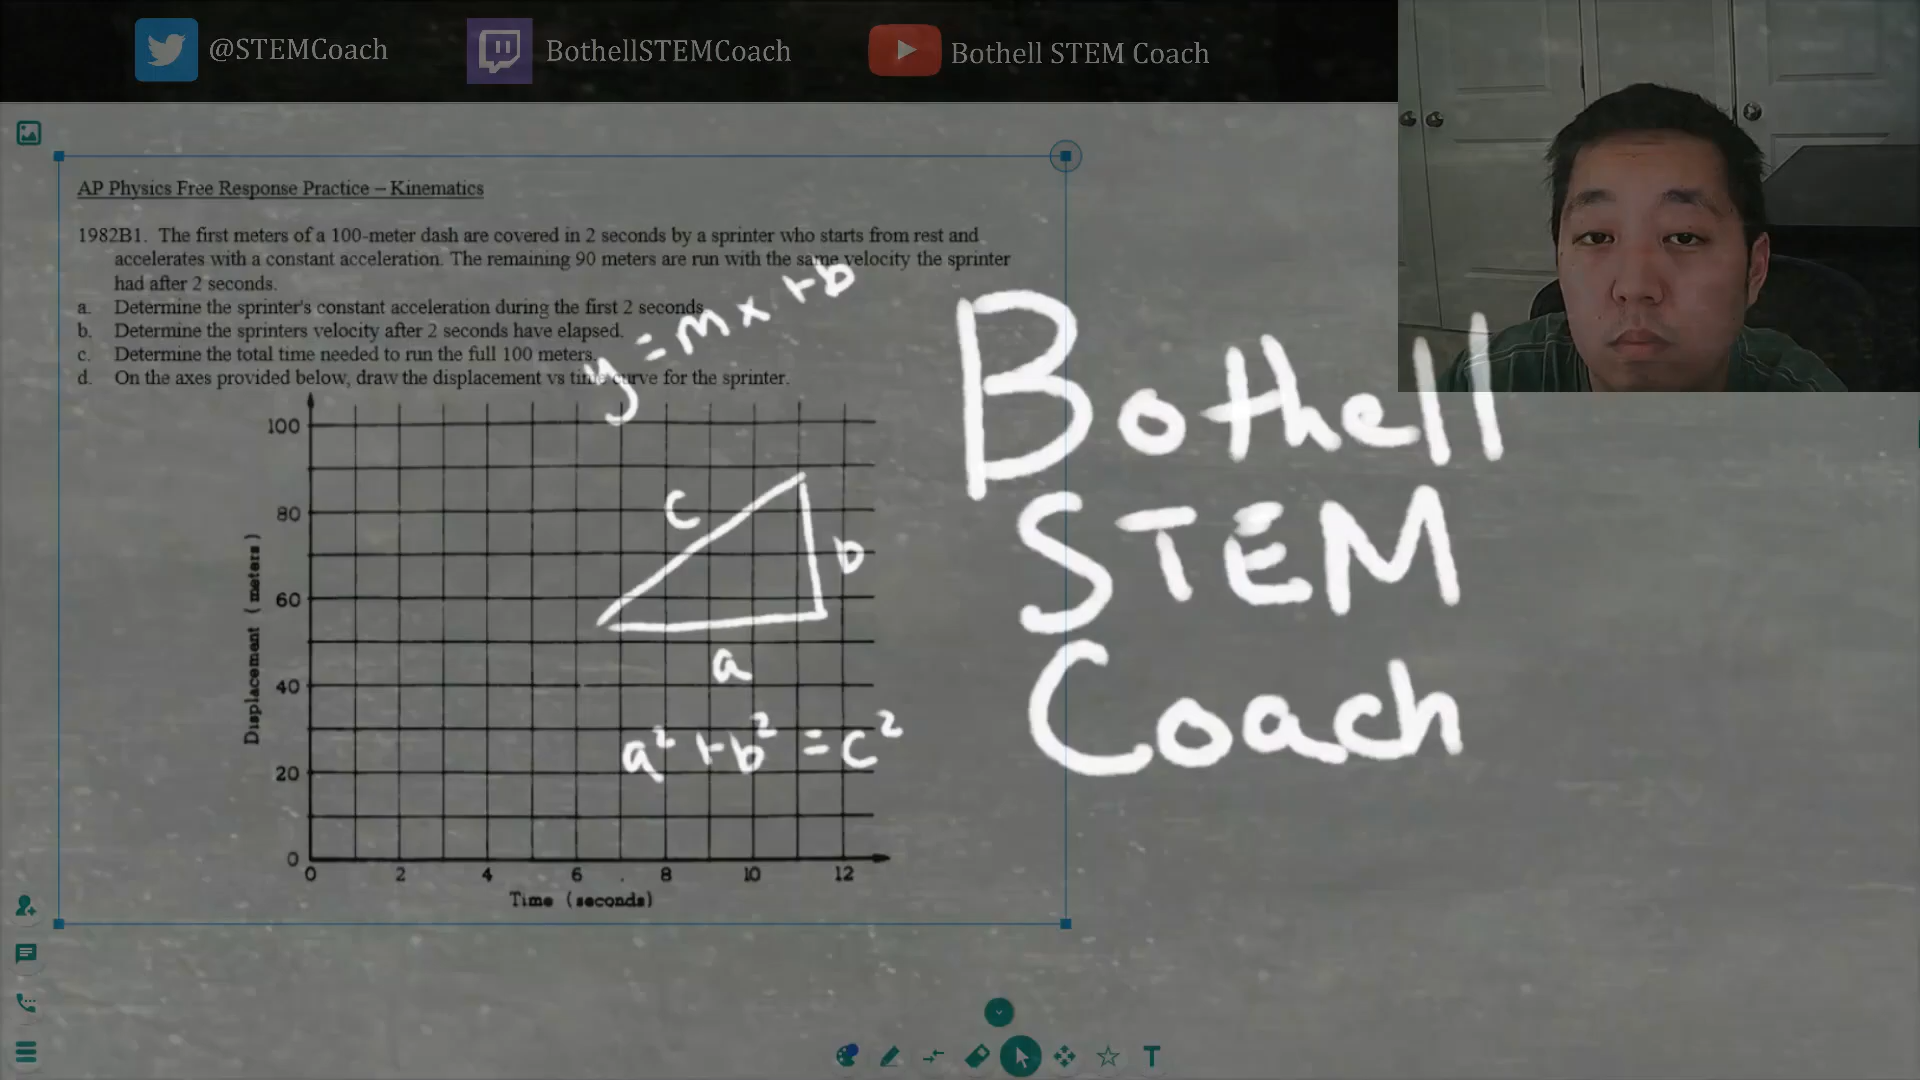 @STEMCoach
BothellSTEMCoach
Bothell STEM Coach
AP Physics Free Response Practice – Kinematics
1982B1. The first meters of a 100-meter dash are covered in 2 seconds by a sprinter who starts from rest and
accelerates with a constant acceleration. The remaining 90 meters are run with the same velocity the sprinter
had after 2 seconds.
a. Determine the sprinter's constant acceleration during the first 2 seconds.
b. Determine the sprinters velocity after 2 seconds have elapsed.
c. Determine the total time needed to run the full 100 meters.
d. On the axes provided below, draw the displacement vs time curve for the sprinter.
y = mx + b
100
80
60
40
20
0
Displacement (meters)
0 2 4 6 8 10 12
Time (seconds)
c
b
a
a² + b² = c²
Bothell
STEM
Coach
T